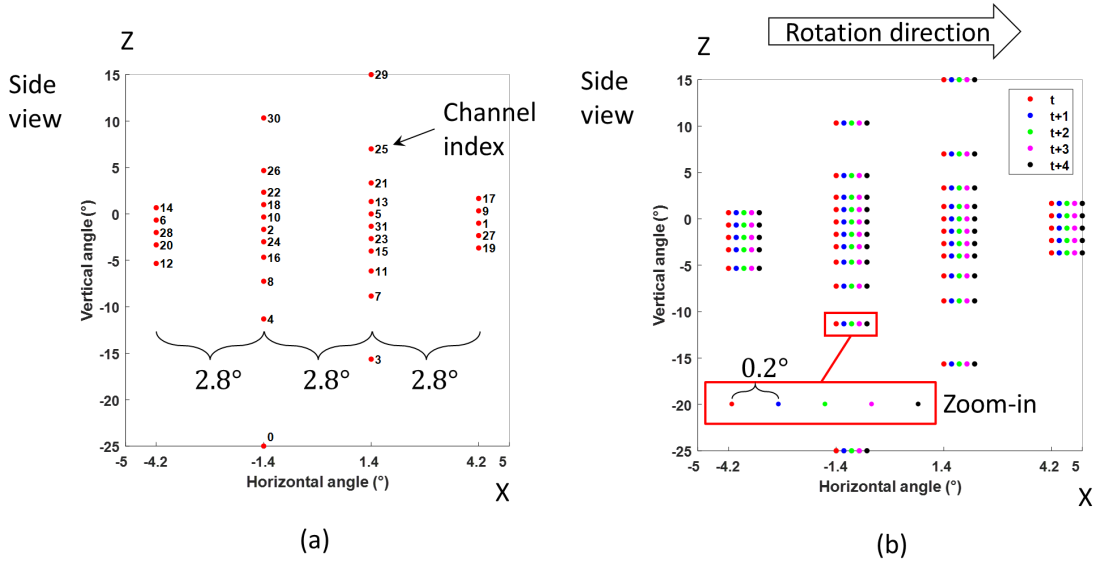 Z
Side
view
15
10
5
0
-5
-10
-15
-20
-25
Vertical angle (°)
29
30
Channel
index
25
26
21
22
14
18
13
17
6
10
5
9
28
2
31
1
20
24
23
27
12
16
15
19
11
8
7
4
3
2.8°
2.8°
2.8°
0
-5
-4.2
-1.4
1.4
4.2
5
Horizontal angle (°)
X
(a)
Rotation direction
Z
Side
view
15
10
5
0
-5
-10
-15
-20
-25
Vertical angle (°)
t
t+1
t+2
t+3
t+4
0.2°
Zoom-in
-5
-4.2
-1.4
1.4
4.2
5
Horizontal angle (°)
X
(b)